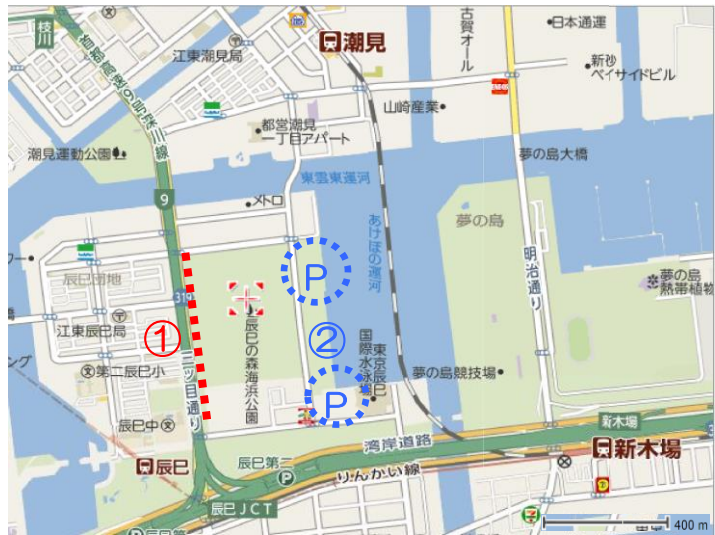 枝川
首都高速9号深川線
江東潮見局
潮見
古賀オール
日本通運
新砂
ベイサイドビル
山崎産業
都営潮見
一丁目アパート
潮見運動公園
夢の島大橋
東雲東運河
9
メトロ
夢の島
あけぼの運河
明治通り
辰巳団地
夢の島
熱帯植物
P
319
江東辰巳局
①
三ツ目通り
辰巳の森海浜公園
②
東京辰巳
国際水泳場
第二辰巳小
夢の島競技場
P
辰巳中
新木場
湾岸道路
新木場
辰巳
辰巳第二
P
りんかい線
辰巳JCT
400 m